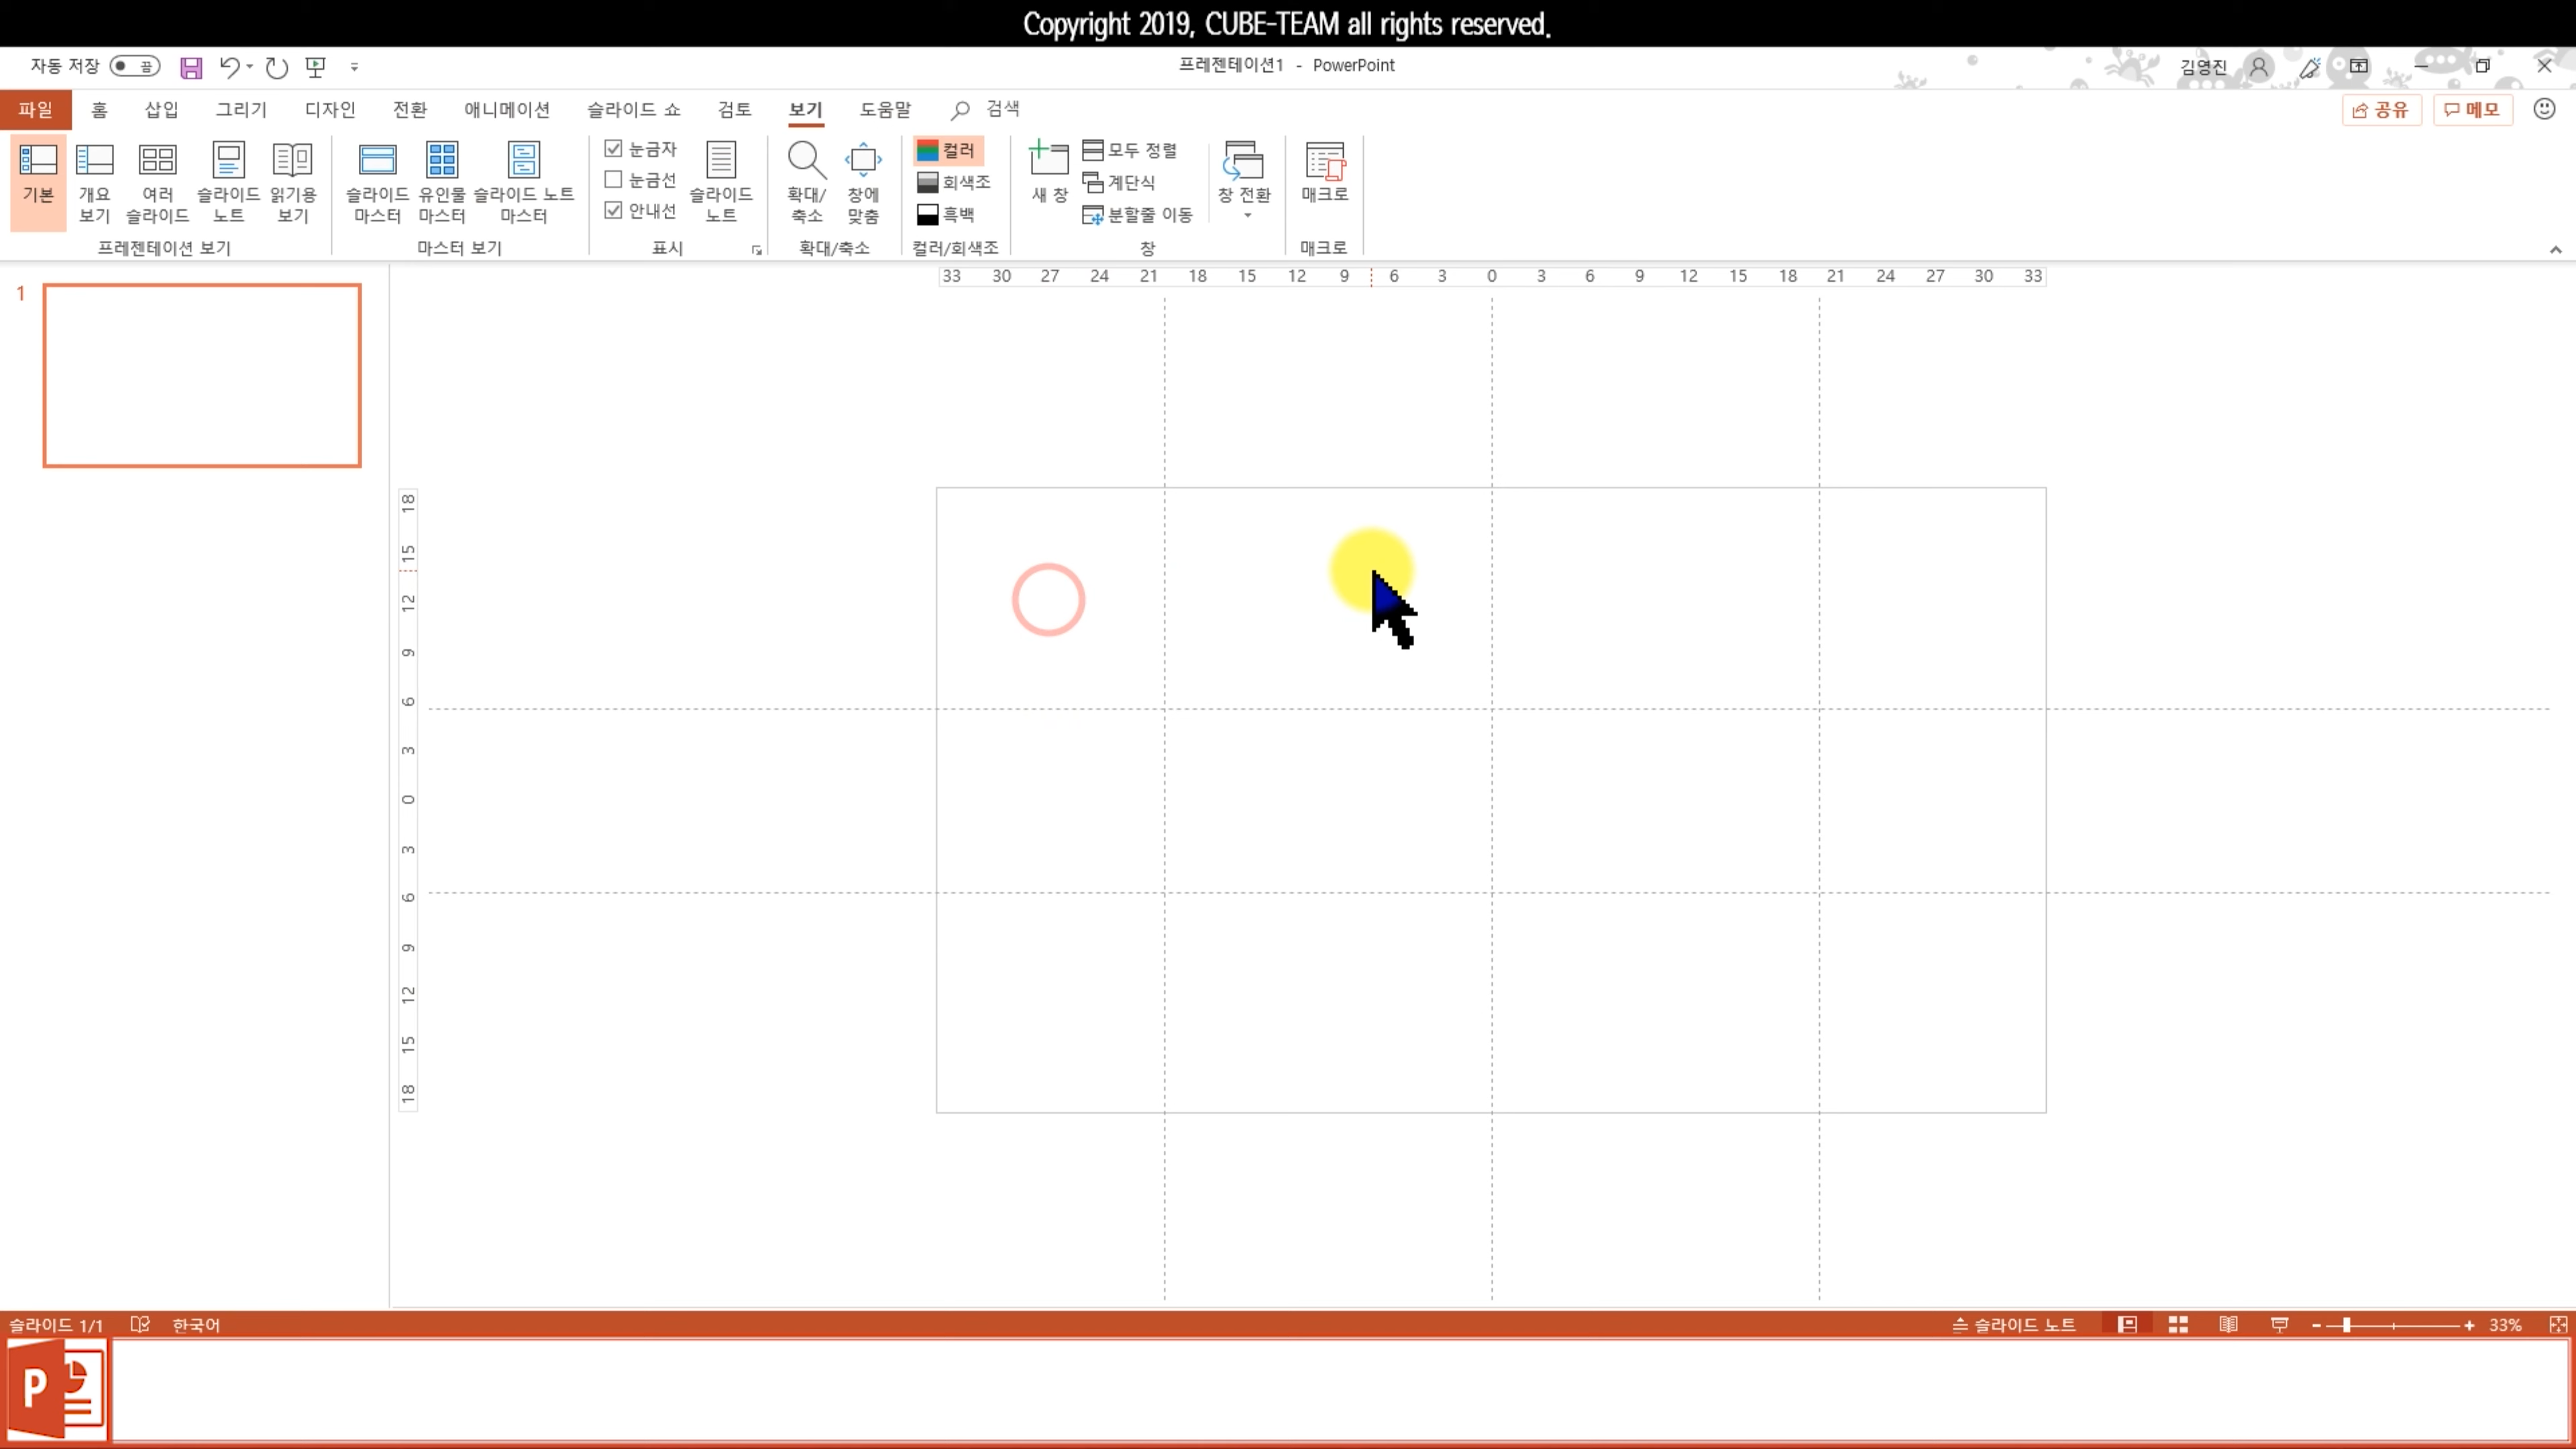 Copyright 2019, CUBE-TEAM all rights reserved.
자동 저장 끔
프레젠테이션1 - PowerPoint
김영진
파일 홈 삽입 그리기 디자인 전환 애니메이션 슬라이드 쇼 검토 보기 도움말 검색
공유 메모
기본
개요 보기
여러 슬라이드
슬라이드 노트
읽기용 보기
프레젠테이션 보기
슬라이드 마스터
유인물 마스터
슬라이드 노트 마스터
마스터 보기
눈금자
눈금선
안내선
슬라이드 노트
표시
확대/축소
창에 맞춤
확대/축소
컬러
회색조
흑백
컬러/회색조
새 창
모두 정렬
계단식
분할줄 이동
창 전환
창
매크로
매크로
33 30 27 24 21 18 15 12 9 6 3 0 3 6 9 12 15 18 21 24 27 30 33
1
18
15
12
9
6
3
0
3
6
9
12
15
18
슬라이드 1/1 한국어
슬라이드 노트
33%
P